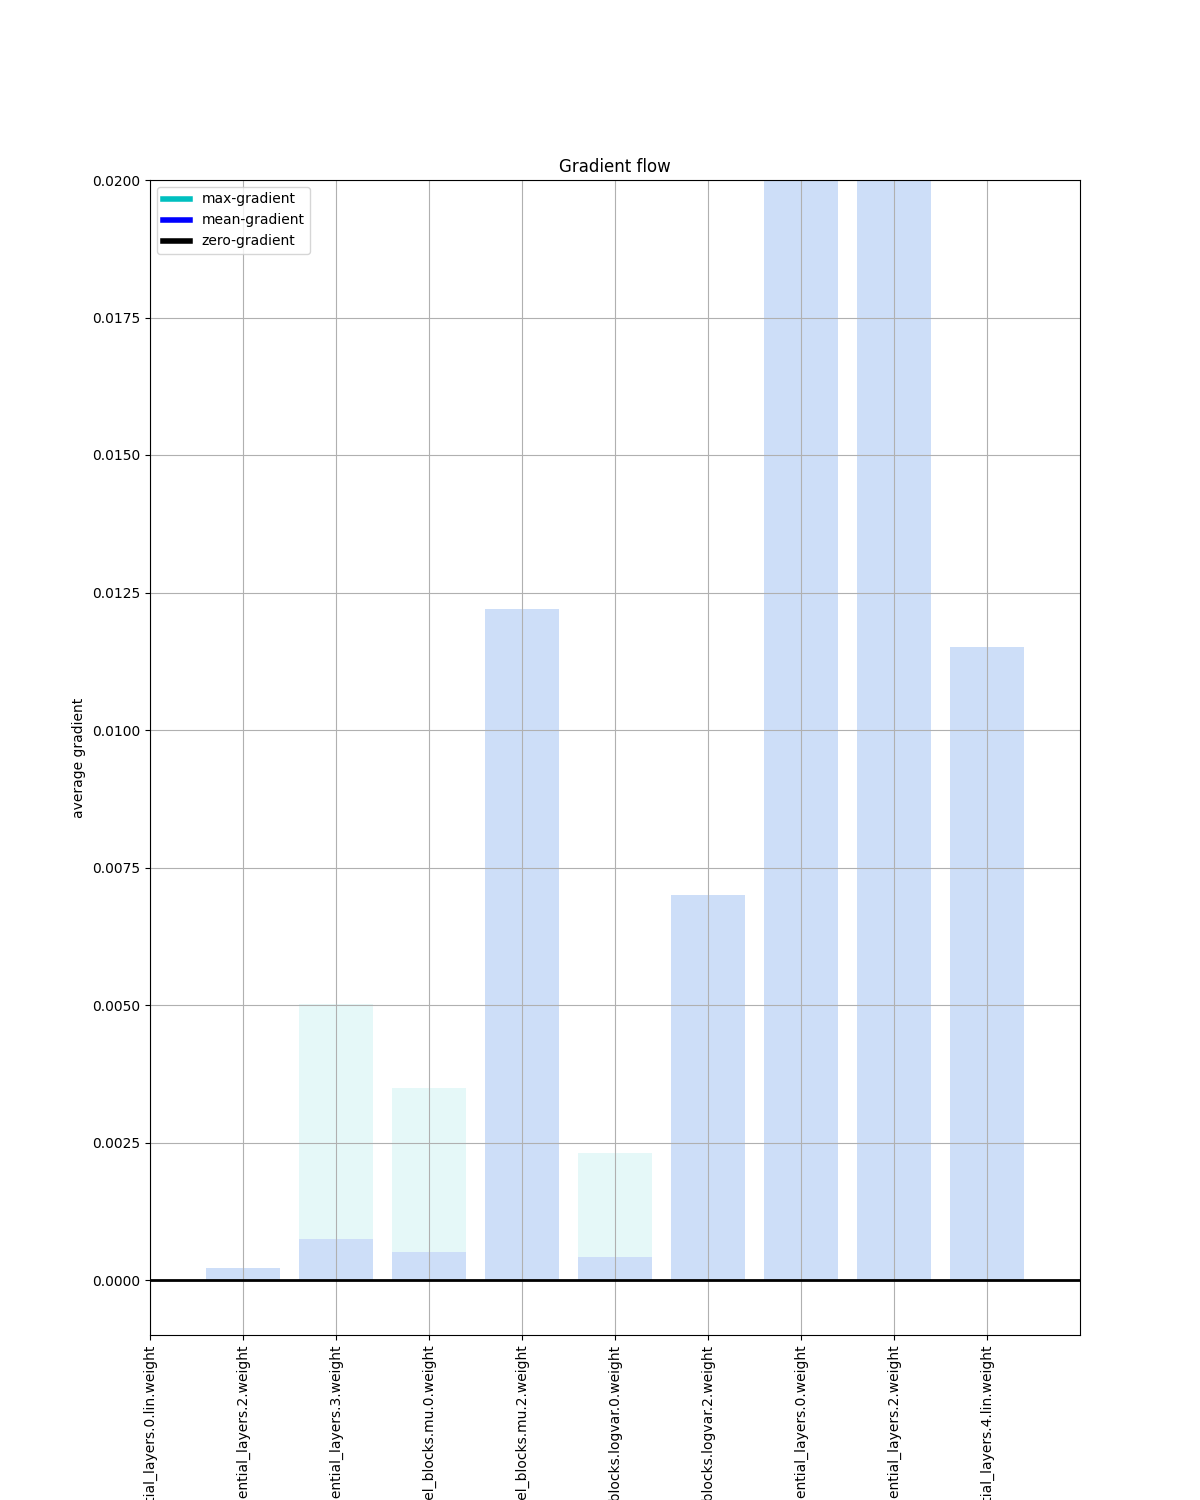 Gradient flow
max-gradient
mean-gradient
zero-gradient
0.0200
0.0175
0.0150
0.0125
0.0100
0.0075
0.0050
0.0025
0.0000
average gradient
tial_layers.0.lin.weight
ential_layers.2.weight
ential_layers.3.weight
el_blocks.mu.0.weight
el_blocks.mu.2.weight
blocks.logvar.0.weight
blocks.logvar.2.weight
ential_layers.0.weight
ential_layers.2.weight
tial_layers.4.lin.weight